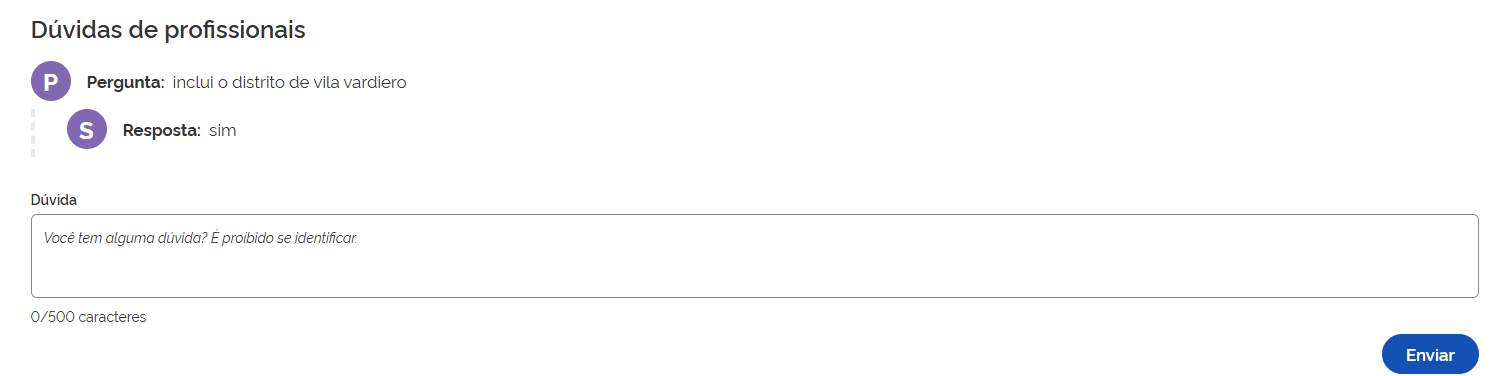 Dúvidas de profissionais
P Pergunta: inclui o distrito de vila vardiero
S Resposta: sim
Dúvida
Você tem alguma dúvida? É proibido se identificar.
0/500 caracteres
Enviar